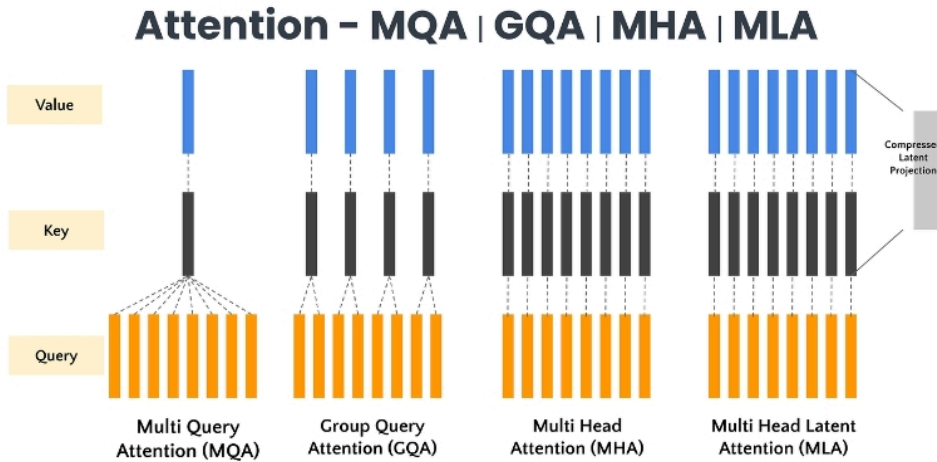 Attention - MQA | GQA | MHA | MLA
Value
Compresse
Latent
Projection
Key
Query
Multi Query
Attention (MQA)
Group Query
Attention (GQA)
Multi Head
Attention (MHA)
Multi Head Latent
Attention (MLA)